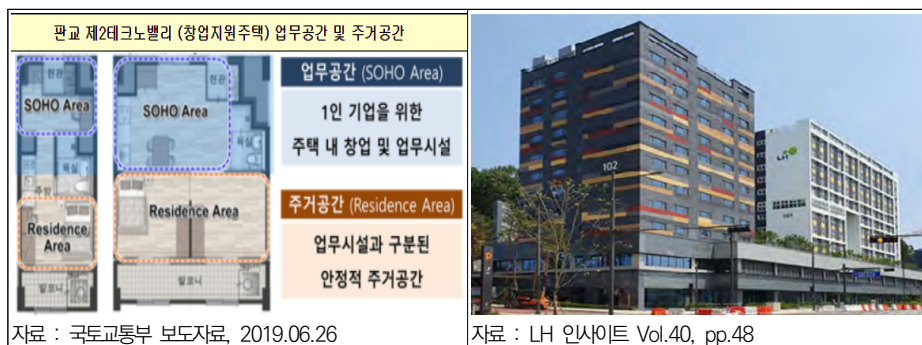 판교 제2테크노밸리 (창업지원주택) 업무공간 및 주거공간
현관
SOHO Area
욕실
주방
Residence Area
발코니
현관
SOHO Area
욕실
Residence Area
발코니
업무공간 (SOHO Area)
1인 기업을 위한
주택 내 창업 및 업무시설
주거공간 (Residence Area)
업무시설과 구분된
안정적 주거공간
자료 : 국토교통부 보도자료, 2019.06.26
102
LH
자료 : LH 인사이트 Vol.40, pp.48